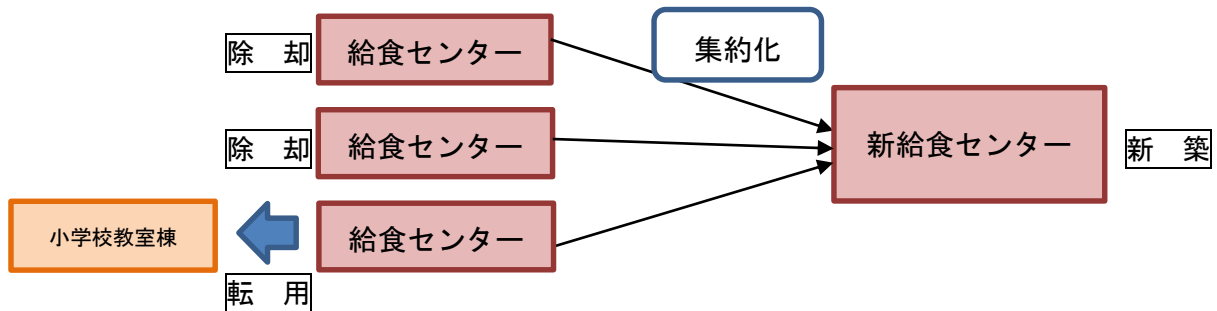 集約化
除　却
給食センター
除　却
給食センター
新給食センター
新　築
小学校教室棟
給食センター
転　用